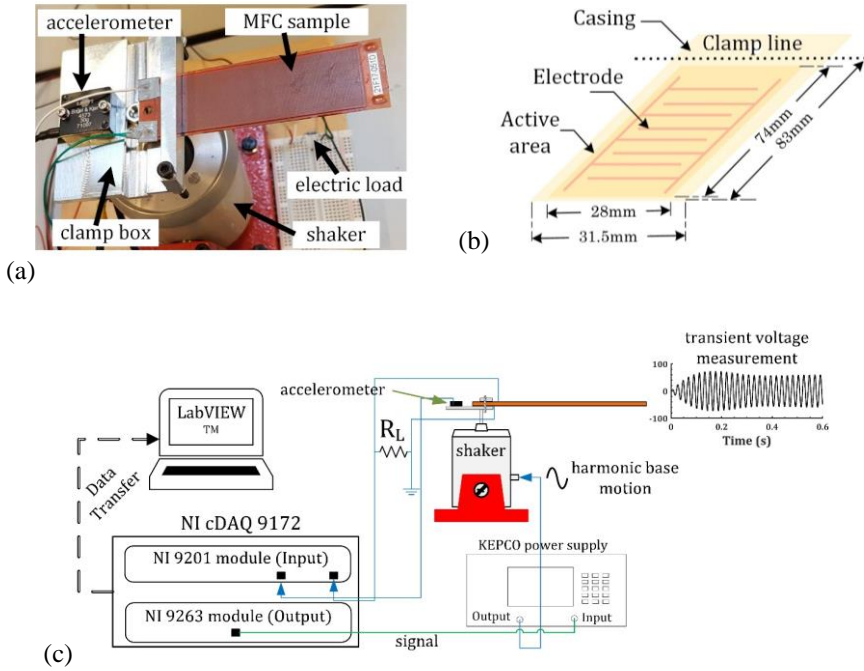 accelerometer
MFC sample
electric load
clamp box
shaker
(a)
Casing
Clamp line
Electrode
Active
area
74mm
83mm
28mm
31.5mm
(b)
transient voltage
measurement
100
0
-100
0
0.2
0.4
0.6
Time (s)
accelerometer
LabVIEW
TM
RL
shaker
harmonic base
motion
Data
Transfer
NI cDAQ 9172
NI 9201 module (Input)
NI 9263 module (Output)
KEPCO power supply
Output
Input
signal
(c)